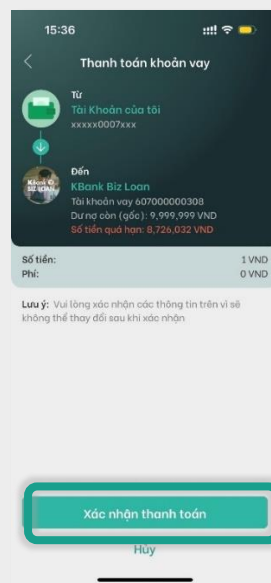 15:36
Thanh toán khoản vay
Từ
Tài Khoản của tôi
xxxxx0007xxx
Đến
KBank Biz Loan
Tài khoản vay 607000000308
Dư nợ còn (gốc): 9,999,999 VND
Số tiền quá hạn: 8,726,032 VND
Số tiền: 1 VND
Phí: 0 VND
Lưu ý: Vui lòng xác nhận các thông tin trên vì sẽ
không thể thay đổi sau khi xác nhận
Xác nhận thanh toán
Hủy